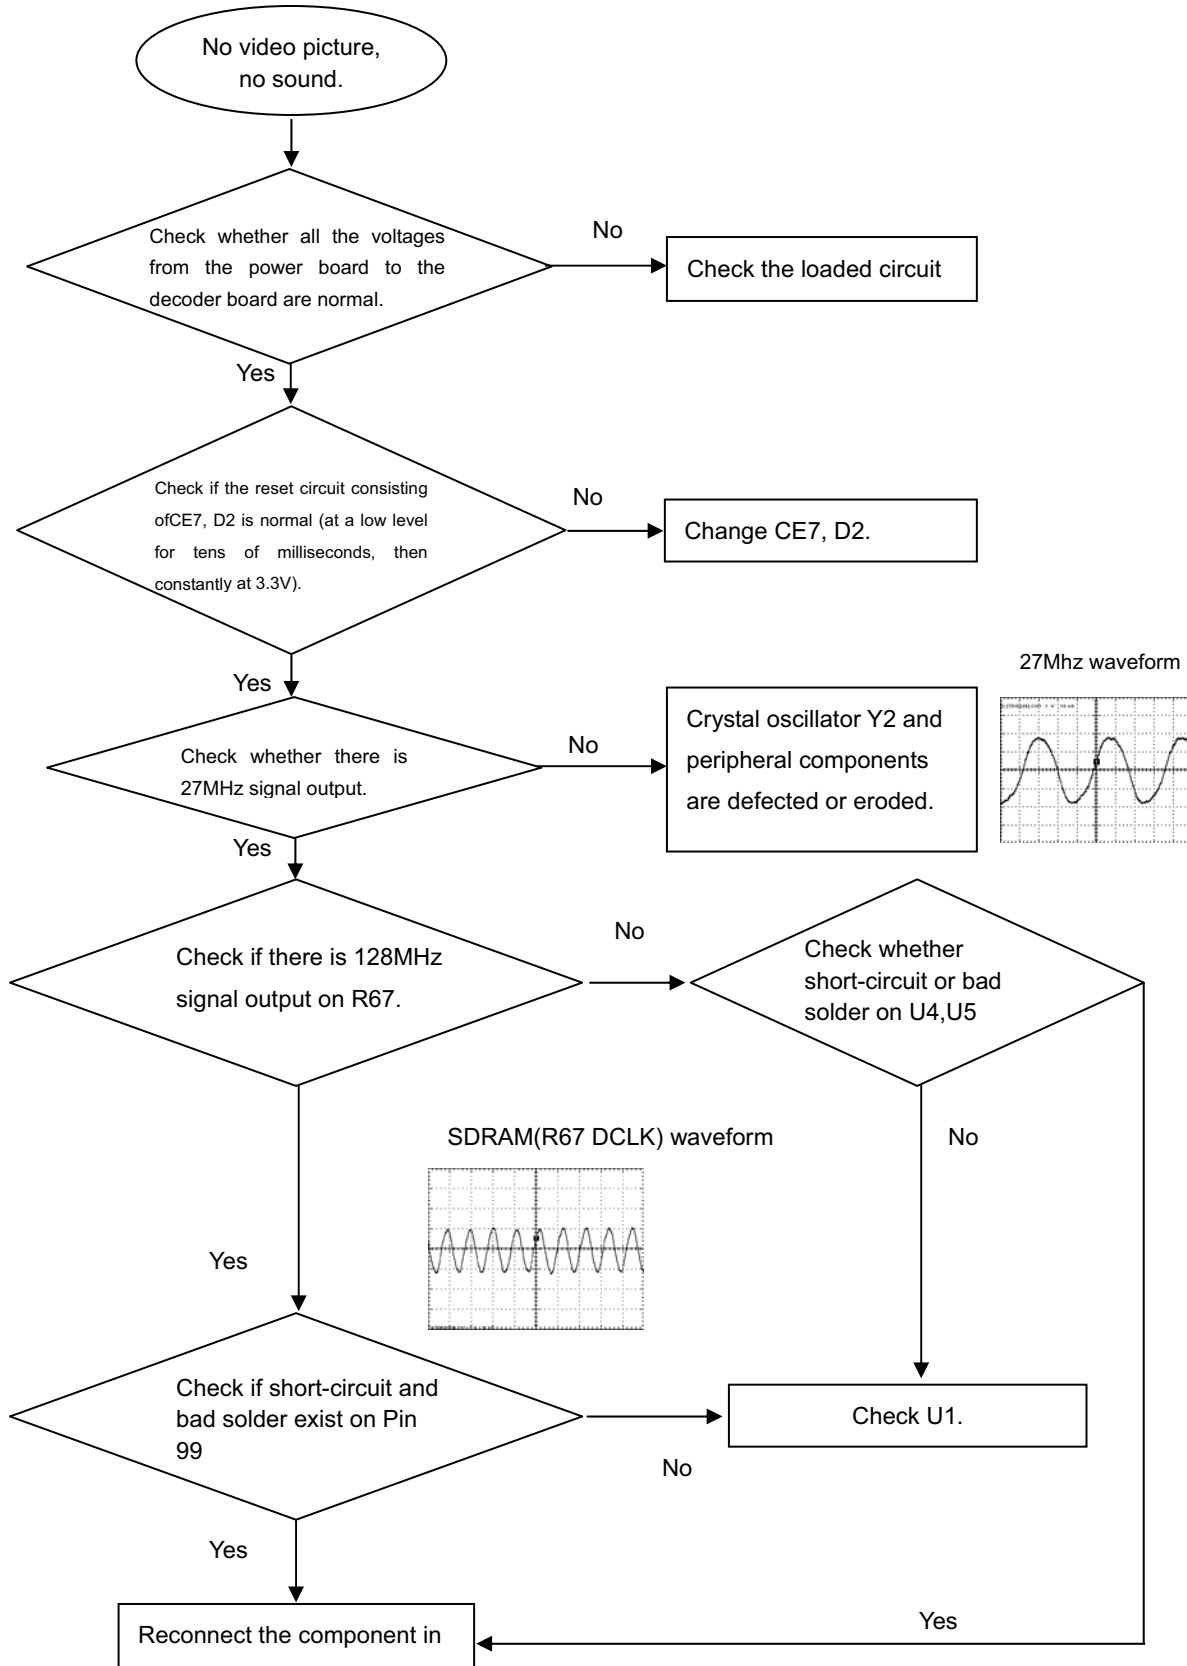 No video picture,
no sound.
Check whether all the voltages
from the power board to the
decoder board are normal.
No
Check the loaded circuit
Yes
Check if the reset circuit consisting
ofCE7, D2 is normal (at a low level
for tens of milliseconds, then
constantly at 3.3V).
No
Change CE7, D2.
Yes
27Mhz waveform
Check whether there is
27MHz signal output.
No
Crystal oscillator Y2 and
peripheral components
are defected or eroded.
Yes
Check if there is 128MHz
signal output on R67.
No
Check whether
short-circuit or bad
solder on U4,U5
No
SDRAM(R67 DCLK) waveform
Yes
Check if short-circuit and
bad solder exist on Pin
99
No
Check U1.
Yes
Yes
Reconnect the component in